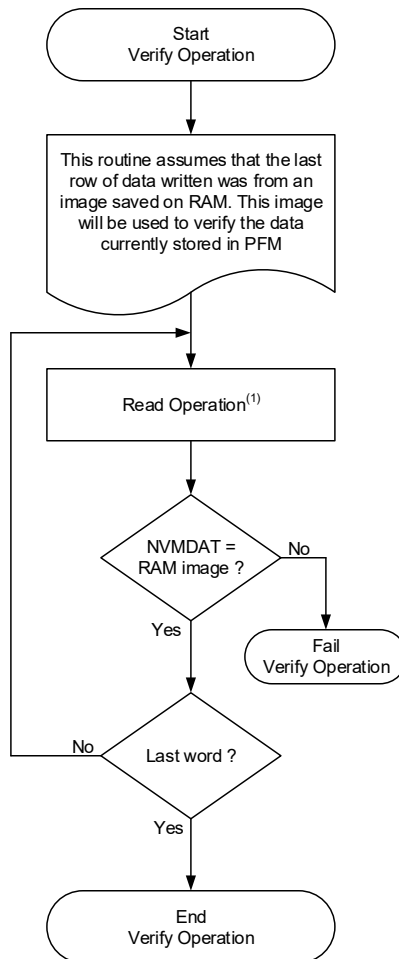 Start
Verify Operation
This routine assumes that the last
row of data written was from an
image saved on RAM. This image
will be used to verify the data
currently stored in PFM
Read Operation(1)
NVMDAT =
RAM image ?
No
Yes
Fail
Verify Operation
No
Last word ?
Yes
End
Verify Operation